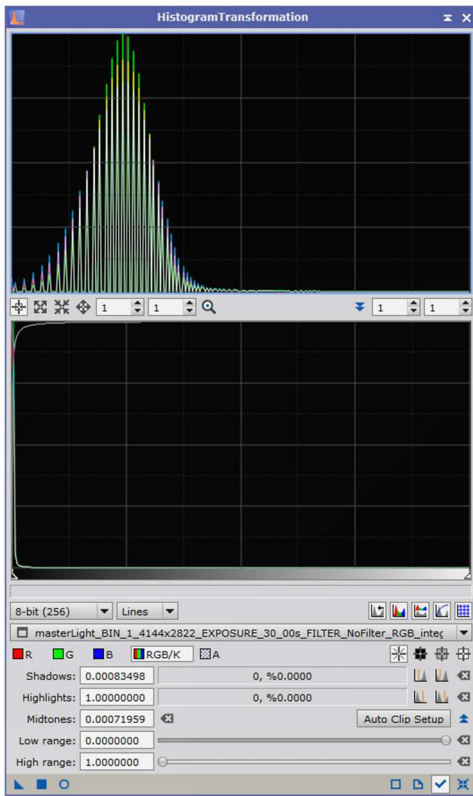 HistogramTransformation
1 1 1 1
8-bit (256) Lines
masterLight_BIN_1_4144x2822_EXPOSURE_30_00s_FILTER_NoFilter_RGB_integ
R G B RGB/K A
Shadows: 0.00083498 0, %0.0000
Highlights: 1.00000000 0, %0.0000
Midtones: 0.00071959 Auto Clip Setup
Low range: 0.0000000
High range: 1.0000000